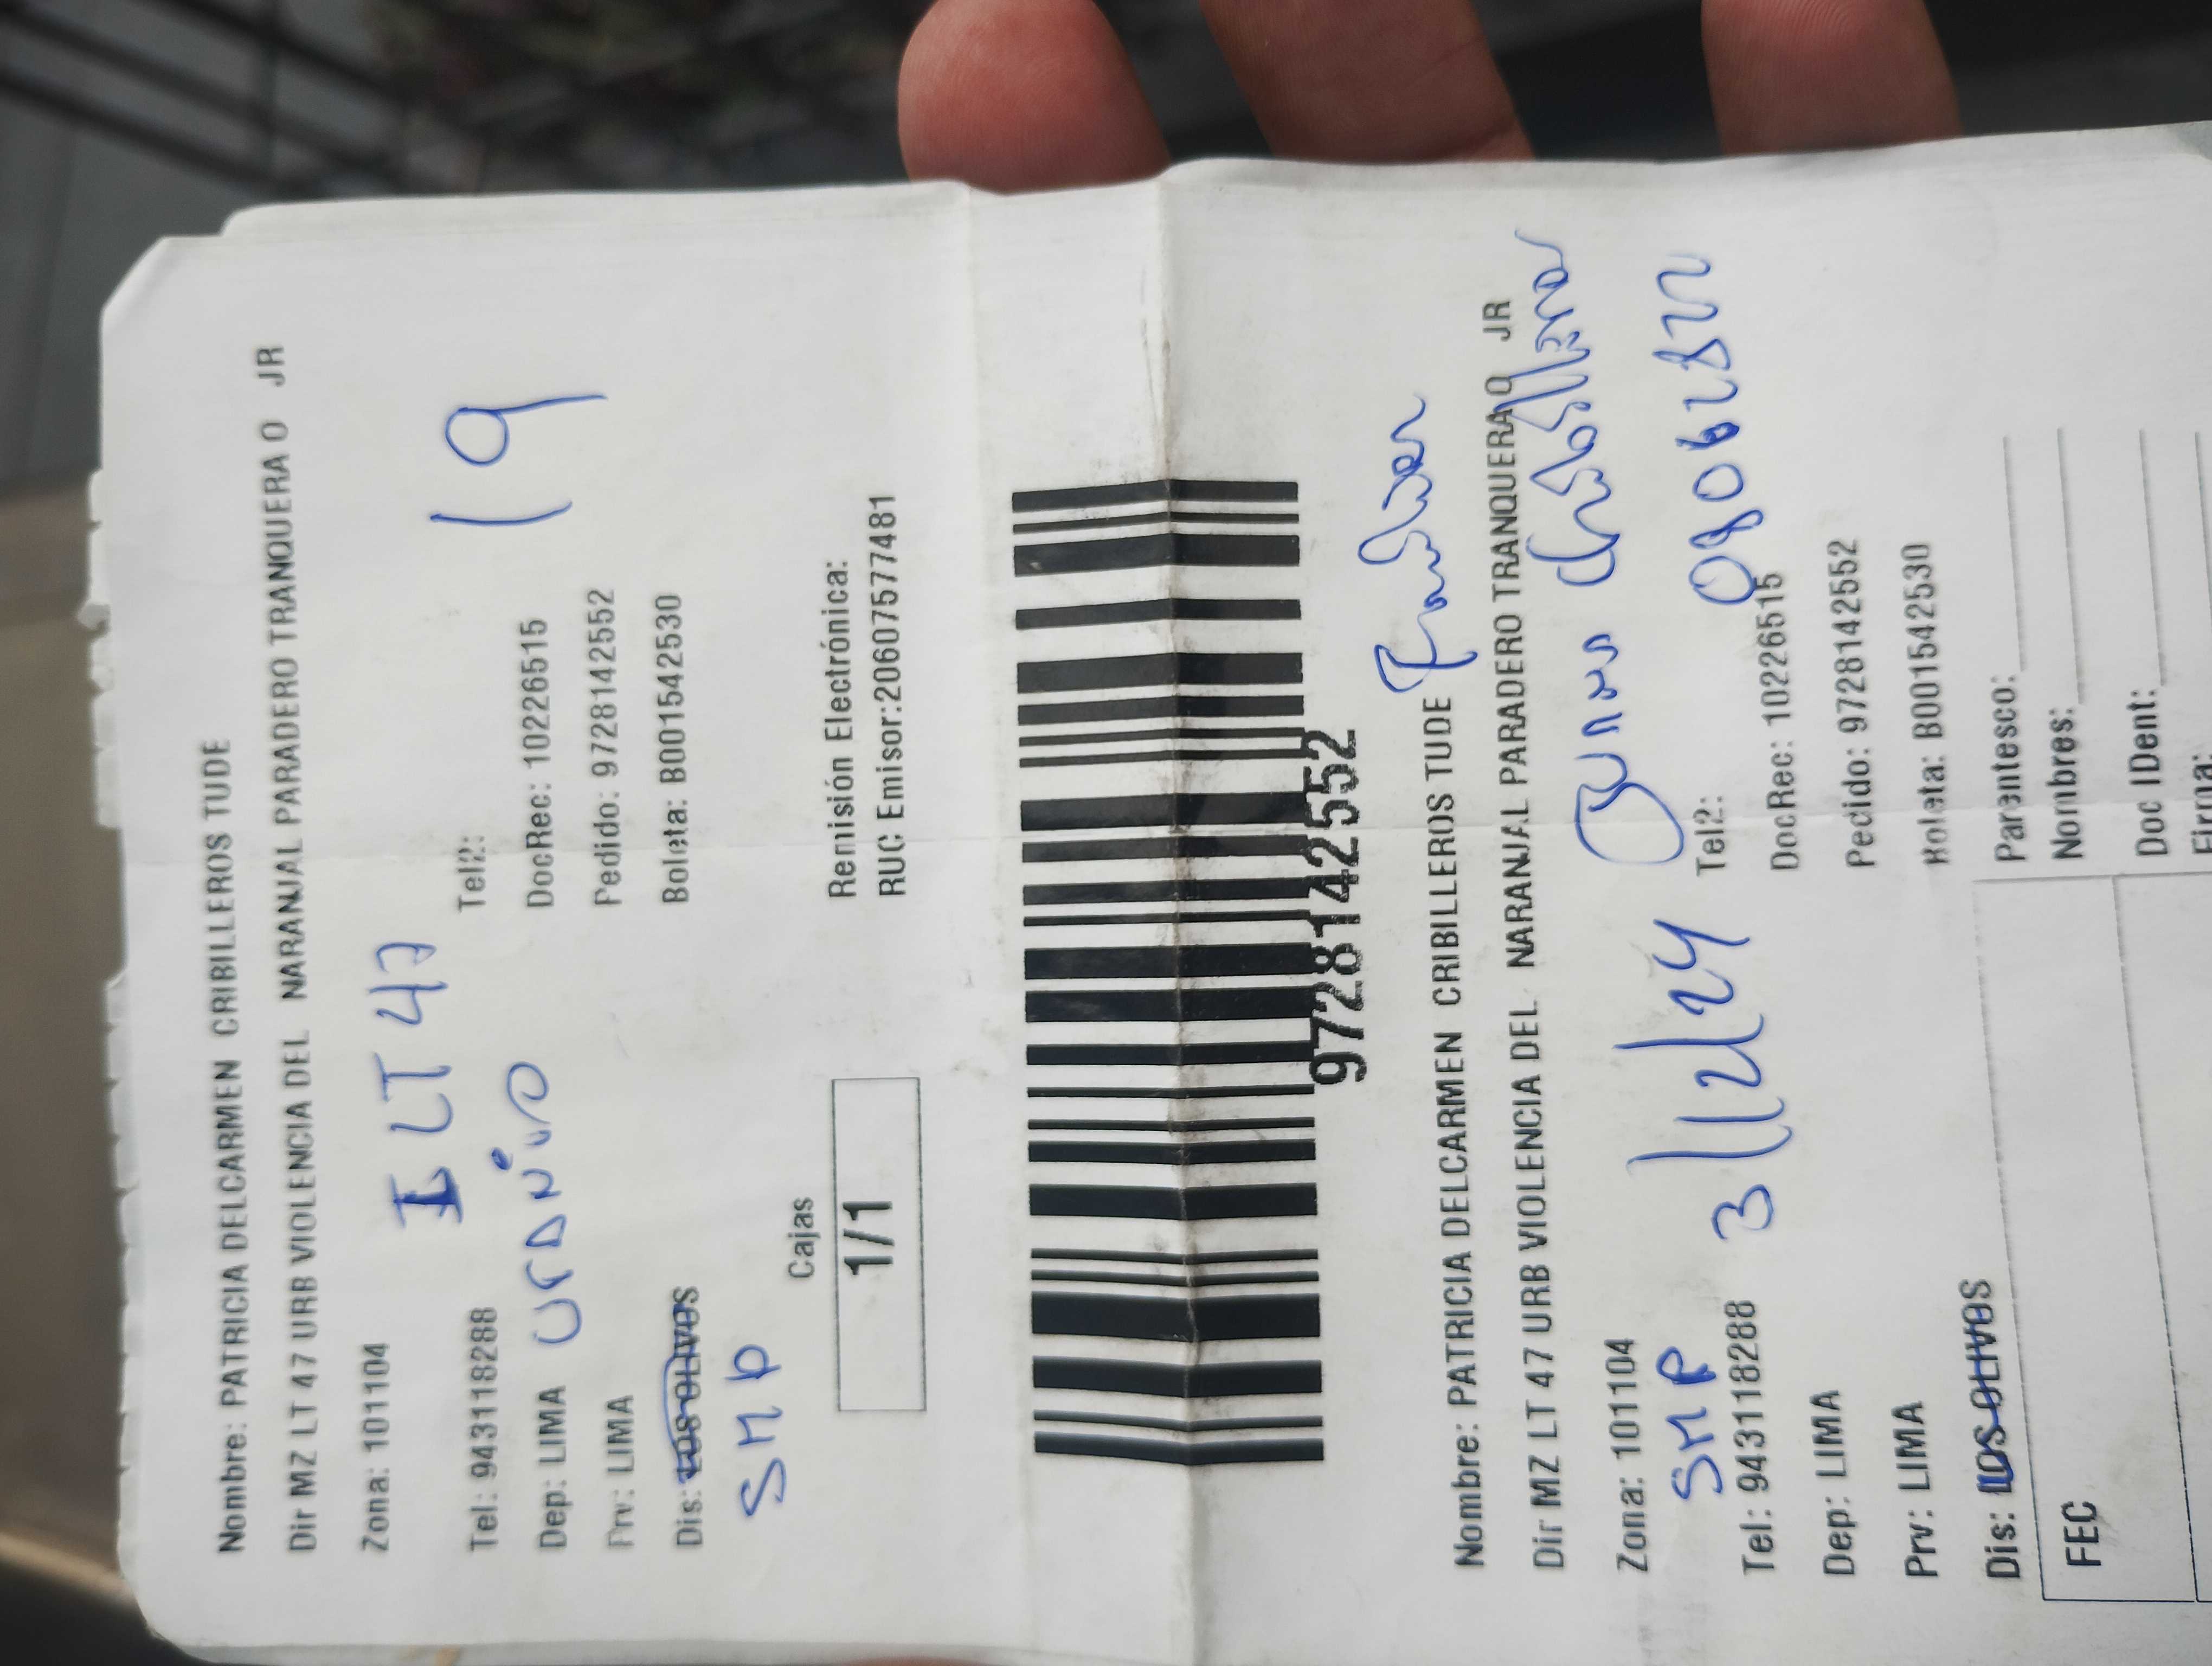 Nombre: PATRICIA DELCARMEN CRIBILLEROS TUDE
Dir MZ LT 47 URB VIOLENCIA DEL NARANJAL PARADERO TRANQUERA O JR
Zona: 101104
I LT 47
19
Tel: 943118288 Tel2:
Dep: LIMA URANIO DocRec: 10226515
Prv: LIMA Pedido: 9728142552
Dis: LOS OLIVOS Boleta: B001542530
SMP
Cajas
1/1
Remisión Electrónica:
RUC Emisor:20607577481
9728142552
Nombre: PATRICIA DELCARMEN CRIBILLEROS TUDE
Dir MZ LT 47 URB VIOLENCIA DEL NARANJAL PARADERO TRANQUERA O JR
Zona: 101104
SMP 3/12/24
Tel: 943118288 Tel2:
Dep: LIMA DocRec: 10226515
Prv: LIMA Pedido: 9728142552
Dis: LOS OLIVOS Boleta: B001542530
FEC
Parentesco:
Nombres:
Doc IDent:
Firma: